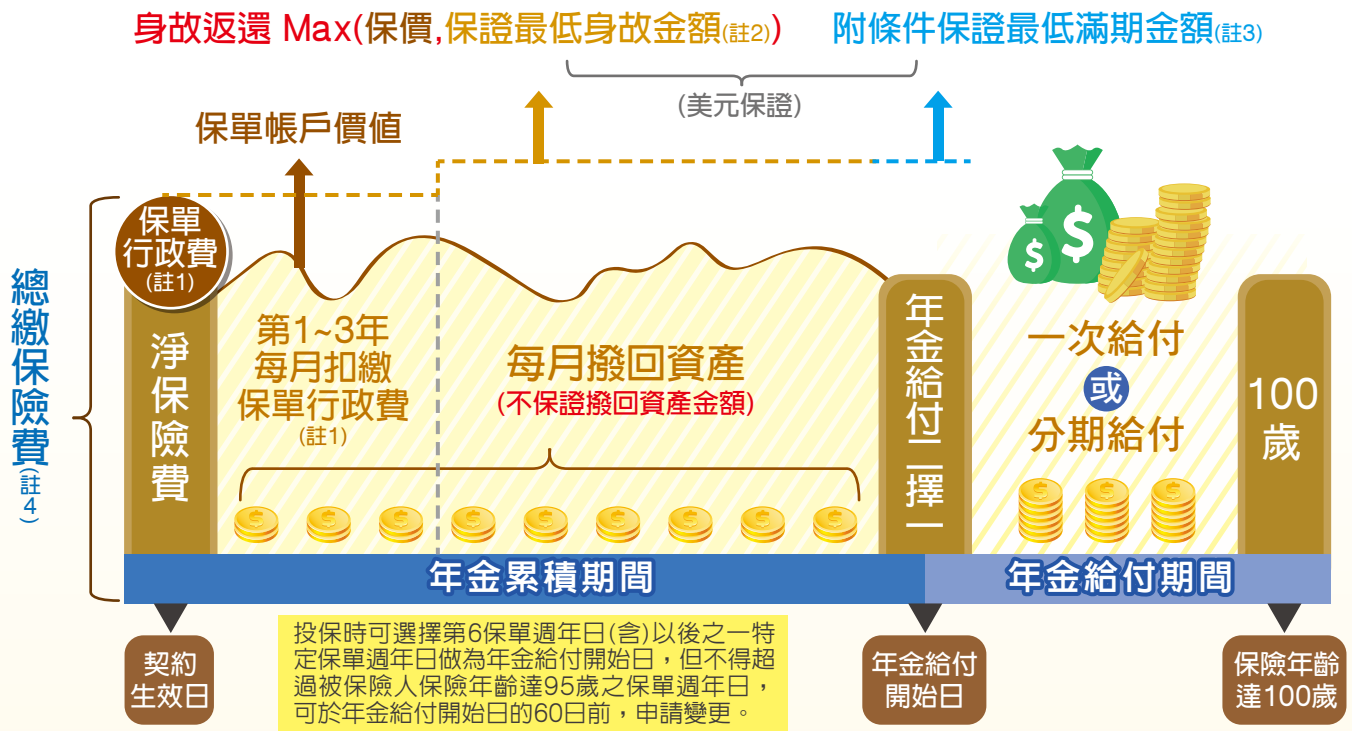 身故返還 Max(保價,保證最低身故金額(註2))
附條件保證最低滿期金額(註3)
(美元保證)
保單帳戶價值
保單
行政費
(註1)
總繳保險費(註4)
淨保險費
第1~3年
每月扣繳
保單行政費
(註1)
每月撥回資產
(不保證撥回資產金額)
年金給付二擇一
$
$
一次給付
或
分期給付
100
歲
年金累積期間
年金給付期間
契約
生效日
投保時可選擇第6保單週年日(含)以後之一特
定保單週年日做為年金給付開始日,但不得超
過被保險人保險年齡達95歲之保單週年日,
可於年金給付開始日的60日前,申請變更。
年金給付
開始日
保險年齡
達100歲